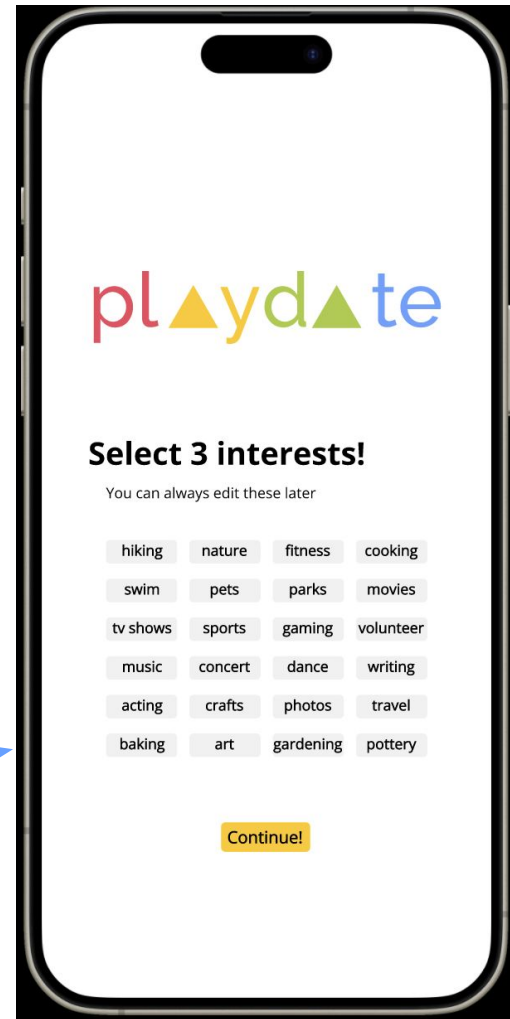 playdate
Select 3 interests!
You can always edit these later
hiking nature fitness cooking
swim pets parks movies
tv shows sports gaming volunteer
music concert dance writing
acting crafts photos travel
baking art gardening pottery
Continue!